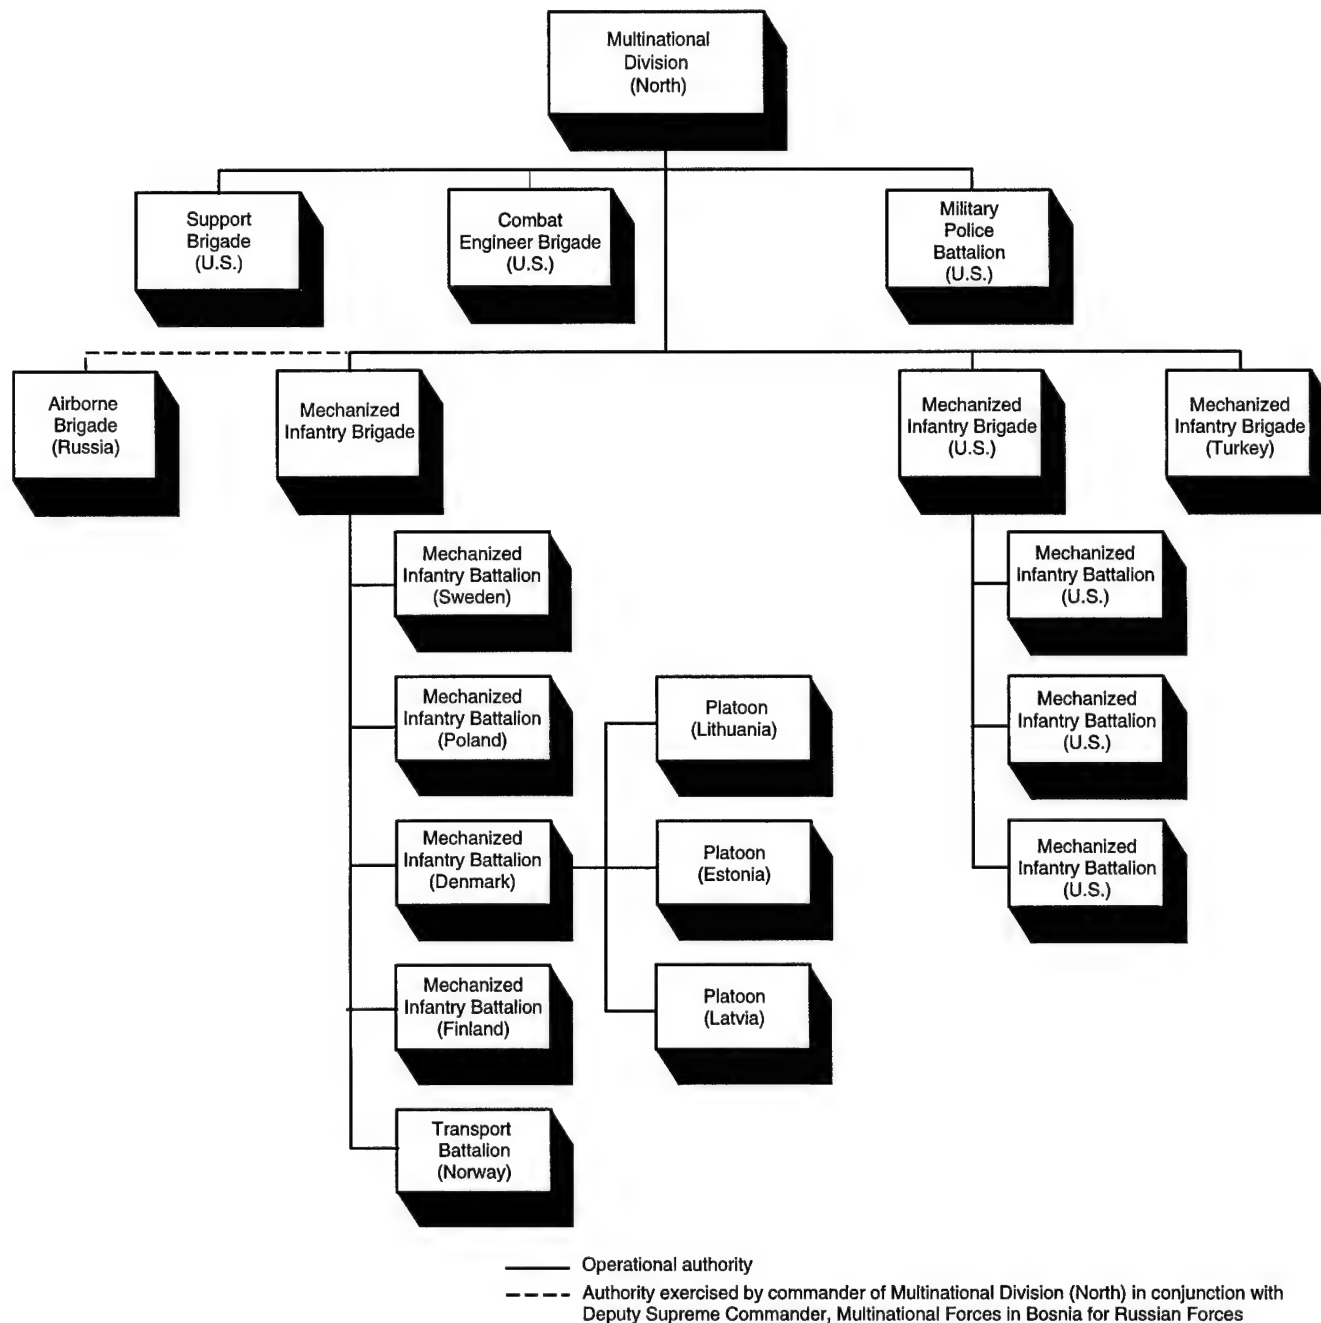 Multinational
Division
(North)
Support
Brigade
(U.S.)
Combat
Engineer Brigade
(U.S.)
Military
Police
Battalion
(U.S.)
Airborne
Brigade
(Russia)
Mechanized
Infantry Brigade
Mechanized
Infantry Brigade
(U.S.)
Mechanized
Infantry Brigade
(Turkey)
Mechanized
Infantry Battalion
(Sweden)
Mechanized
Infantry Battalion
(Poland)
Mechanized
Infantry Battalion
(Denmark)
Mechanized
Infantry Battalion
(Finland)
Transport
Battalion
(Norway)
Platoon
(Lithuania)
Platoon
(Estonia)
Platoon
(Latvia)
Mechanized
Infantry Battalion
(U.S.)
Mechanized
Infantry Battalion
(U.S.)
Mechanized
Infantry Battalion
(U.S.)
Operational authority
Authority exercised by commander of Multinational Division (North) in conjunction with
Deputy Supreme Commander, Multinational Forces in Bosnia for Russian Forces